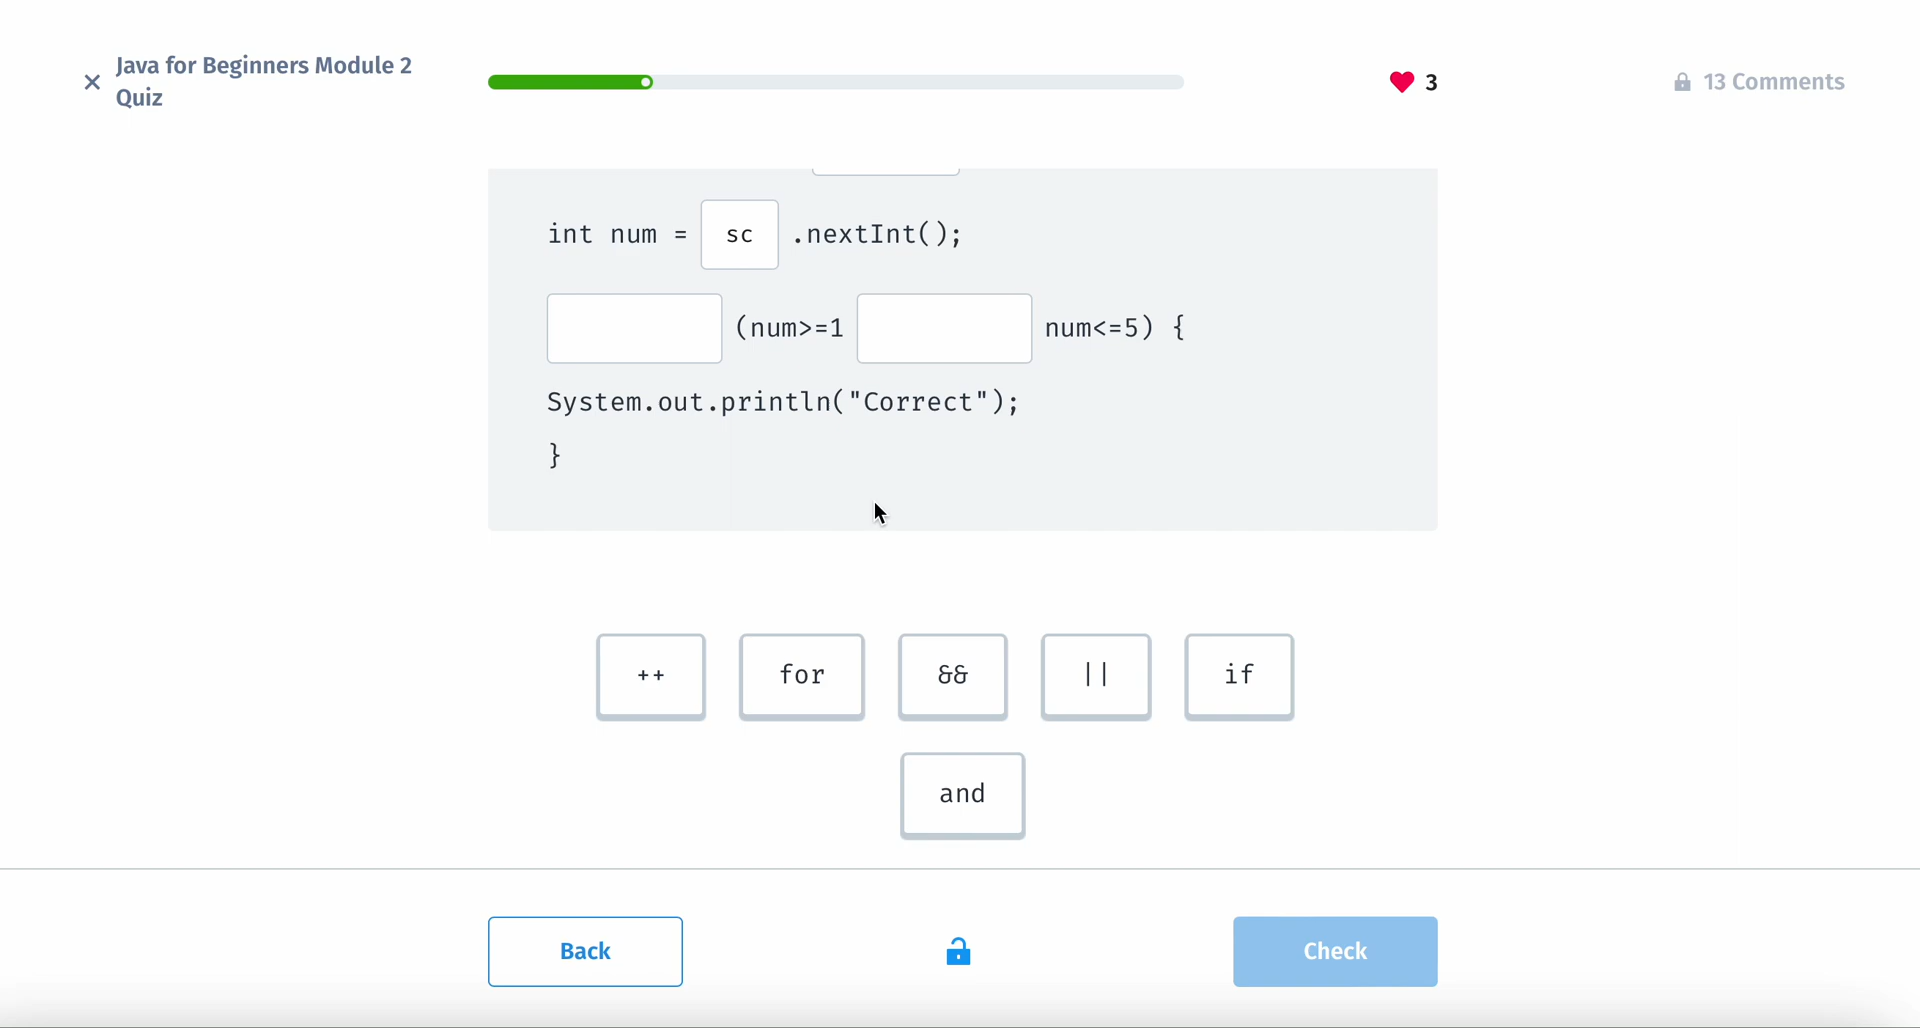 Java for Beginners Module 2
Quiz
3
13 Comments
int num = sc .nextInt();
(num>=1 num<=5) {
System.out.println("Correct");
}
++ for && || if
and
Back
Check